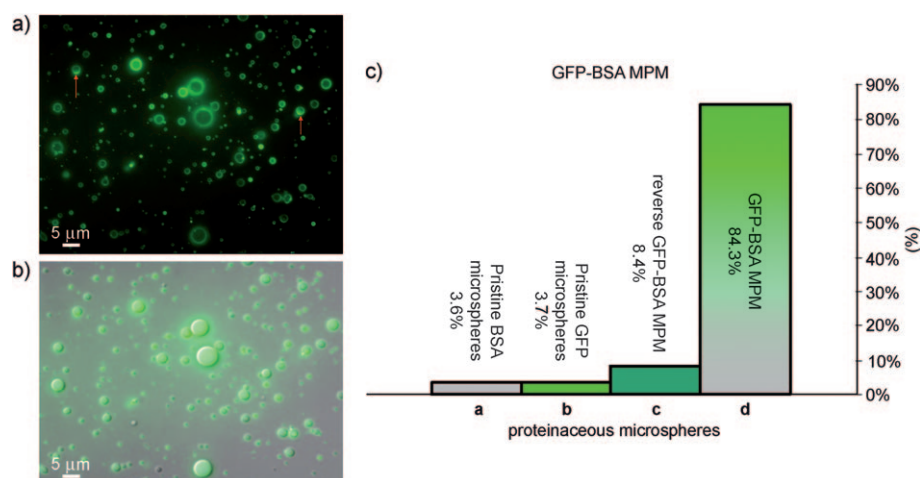 a)
5 μm
b)
5 μm
c)
GFP-BSA MPM
Pristine BSA
microspheres
3.6%
Pristine GFP
microspheres
3.7%
reverse GFP-BSA MPM
8.4%
GFP-BSA MPM
84.3%
90%
80%
70%
60%
50%
40%
30%
20%
10%
0%
(%)
a b c d
proteinaceous microspheres